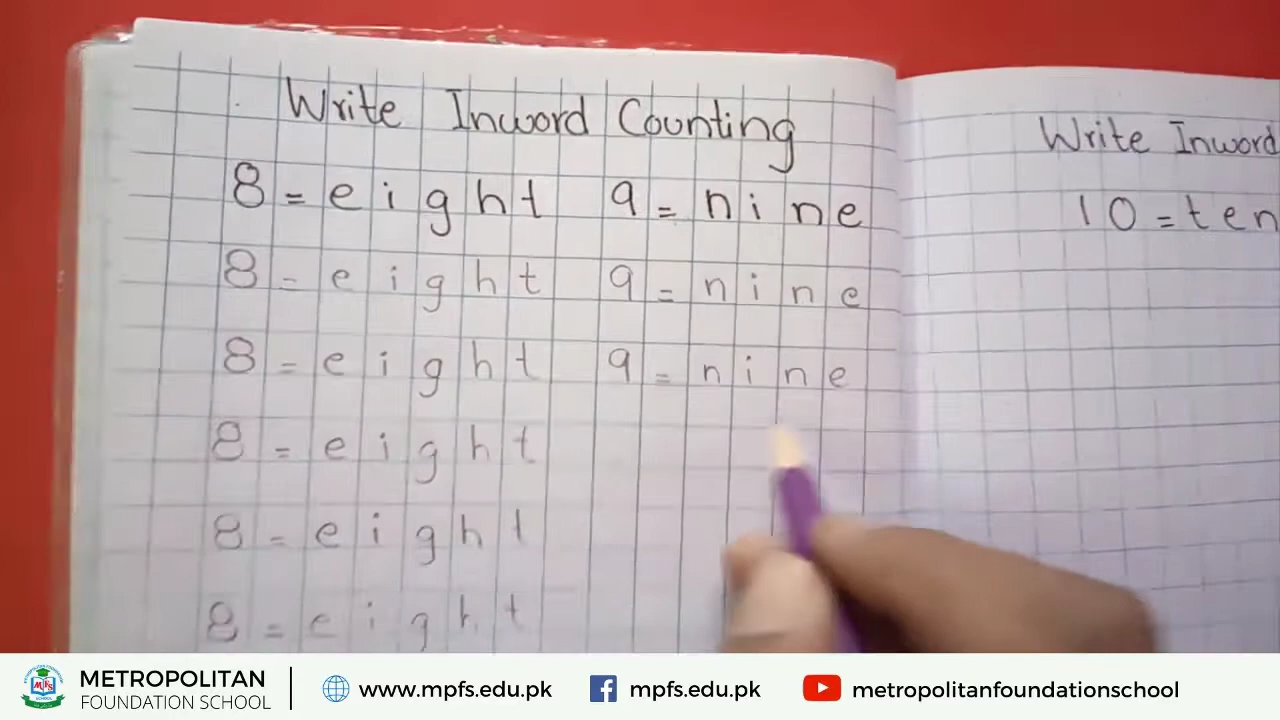 Write Inword Counting
8 = eight 9 = nine
8 = eight 9 = nine
8 = eight 9 = nine
8 = eight
8 = eight
8 = eight
Write Inword
10 = ten
METROPOLITAN
FOUNDATION SCHOOL
www.mpfs.edu.pk
mpfs.edu.pk
metropolitanfoundationschool